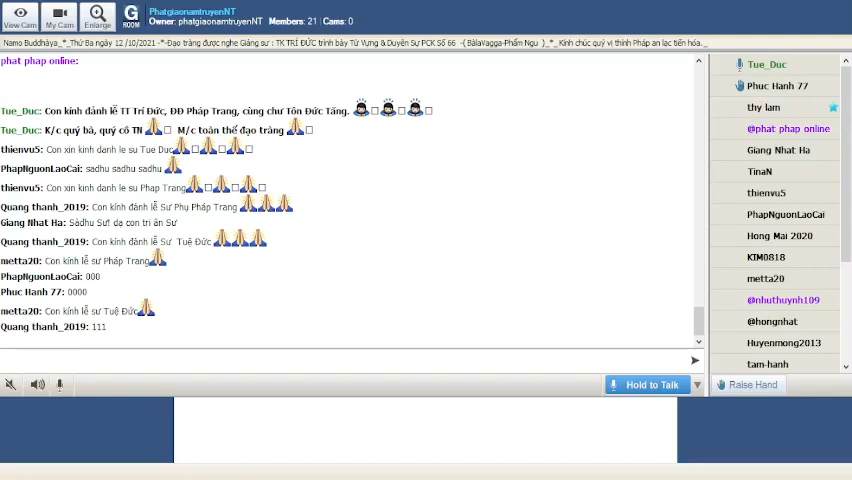 PhatgiaonamtruyenNT
Owner: phatgiaonamtruyenNT Members: 21 Cams: 0
View Cam
My Cam
Enlarge
G
ROOM
Namo Buddhàya_*_Thứ Ba ngày 12 /10/2021 -*-Đạo tràng được nghe Giảng sư : TK TRÍ ĐỨC trình bày Từ Vựng & Duyên Sự PCK Số 66 -( BàlaVagga-Phẩm Ngu )_*_ Kính chúc quý vị thính Pháp an lạc tiến hóa._
phat phap online:
Tue_Duc: Con kính đảnh lễ TT Trí Đức, ĐĐ Pháp Trang, cùng chư Tôn Đức Tăng.
Tue_Duc: K/c quý bà, quý cô TN M/c toàn thể đạo tràng
thienvu5: Con xin kinh danh le su Tue Duc
PhapNguonLaoCai: sadhu sadhu sadhu
thienvu5: Con xin kinh danh le su Phap Trang
Quang thanh_2019: Con kính đảnh lễ Sư Phụ Pháp Trang
Giang Nhat Ha: Sàdhu Sư! dạ con tri ân Sư
Quang thanh_2019: Con kính đảnh lễ Sư Tuệ Đức
metta20: Con kính lễ sư Pháp Trang
PhapNguonLaoCai: 000
Phuc Hanh 77: 0000
metta20: Con kính lễ sư Tuệ Đức
Quang thanh_2019: 111
Hold to Talk
Tue_Duc
Phuc Hanh 77
thy lam
@phat phap online
Giang Nhat Ha
TinaN
thienvu5
PhapNguonLaoCai
Hong Mai 2020
KIM0818
metta20
@nhuthuynh109
@hongnhat
Huyenmong2013
tam-hanh
Raise Hand